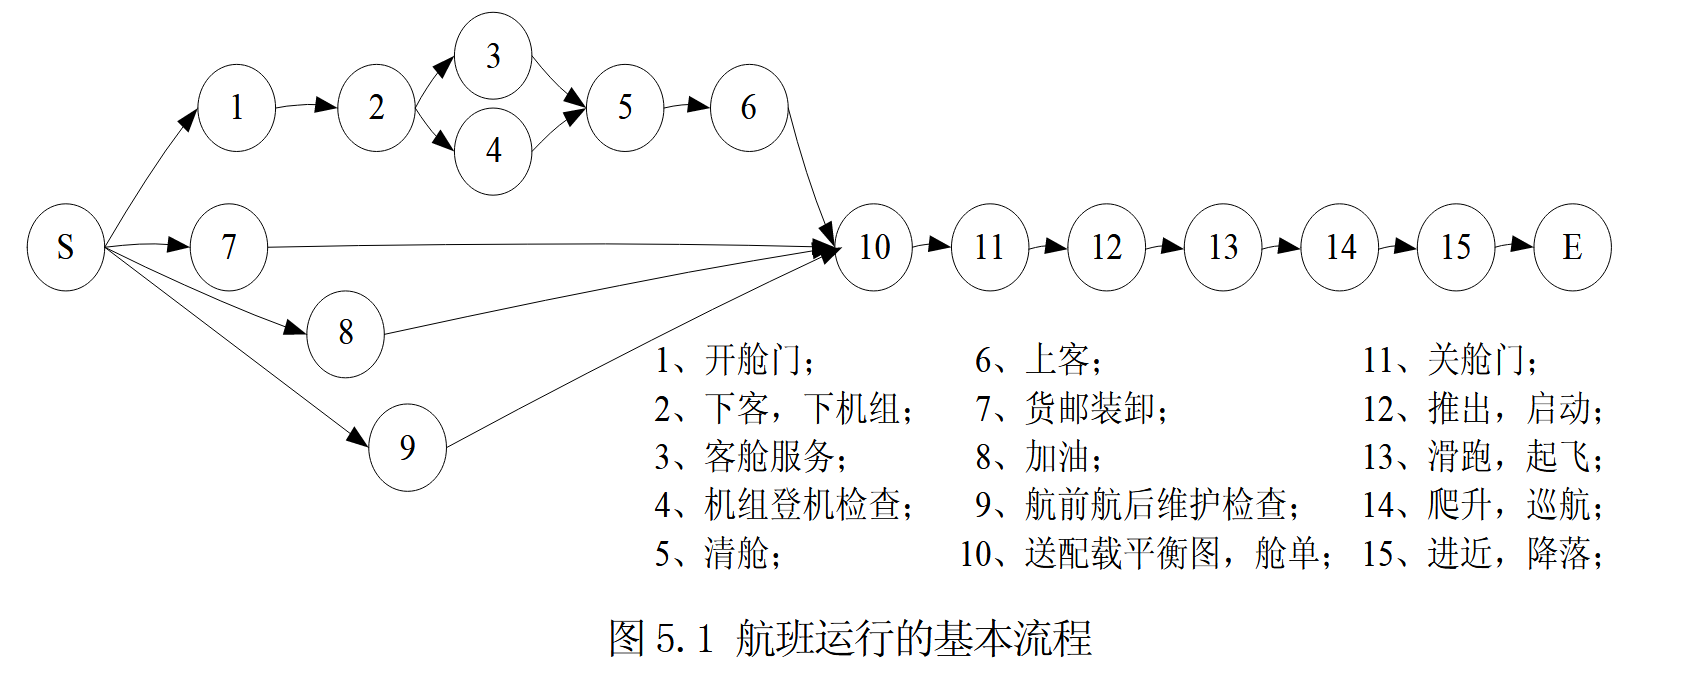 3
1 2 5 6
4
S 7 10 11 12 13 14 15 E
8
9
1、开舱门； 6、上客； 11、关舱门；
2、下客，下机组； 7、货邮装卸； 12、推出，启动；
3、客舱服务； 8、加油； 13、滑跑，起飞；
4、机组登机检查； 9、航前航后维护检查； 14、爬升，巡航；
5、清舱； 10、送配载平衡图，舱单； 15、进近，降落；
图5.1 航班运行的基本流程